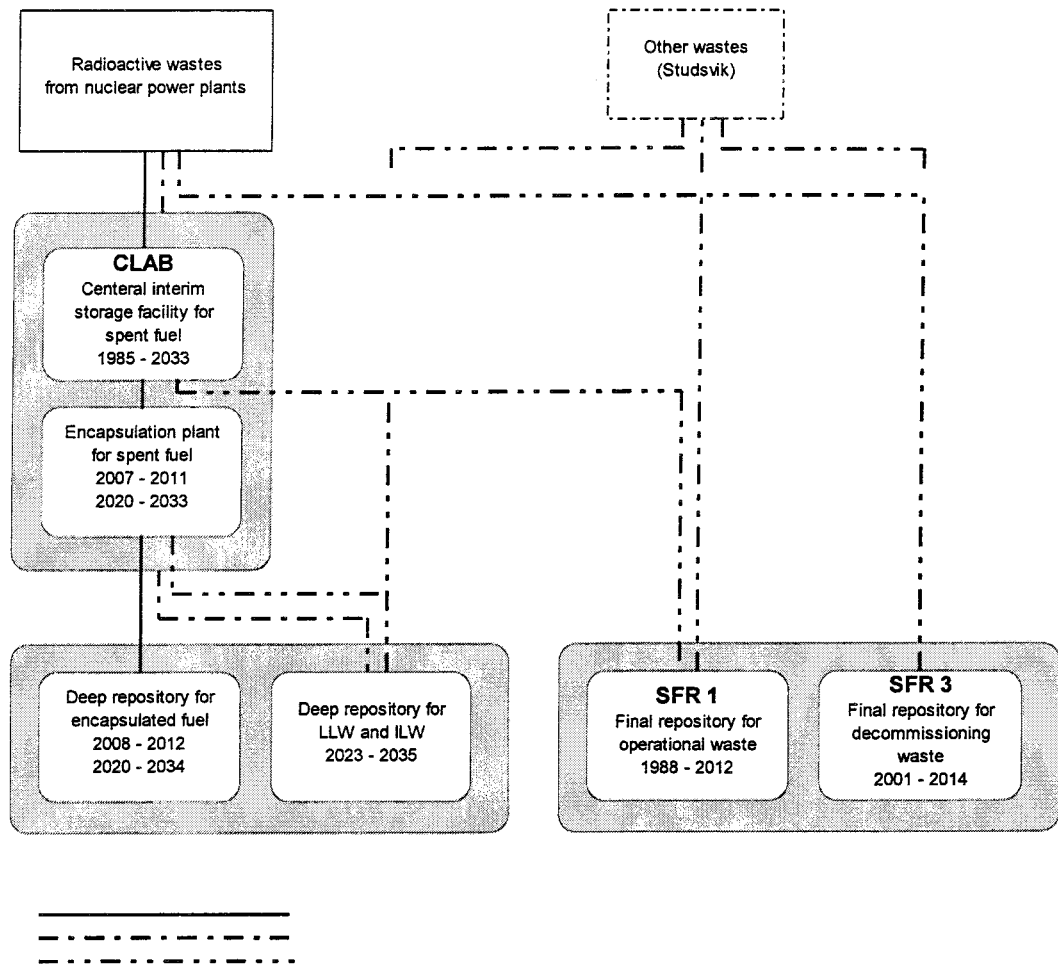 Radioactive wastes
from nuclear power plants
Other wastes
(Studsvik)
CLAB
Centeral interim
storage facility for
spent fuel
1985 - 2033
Encapsulation plant
for spent fuel
2007 - 2011
2020 - 2033
Deep repository for
encapsulated fuel
2008 - 2012
2020 - 2034
Deep repository for
LLW and ILW
2023 - 2035
SFR 1
Final repository for
operational waste
1988 - 2012
SFR 3
Final repository for
decommissioning
waste
2001 - 2014